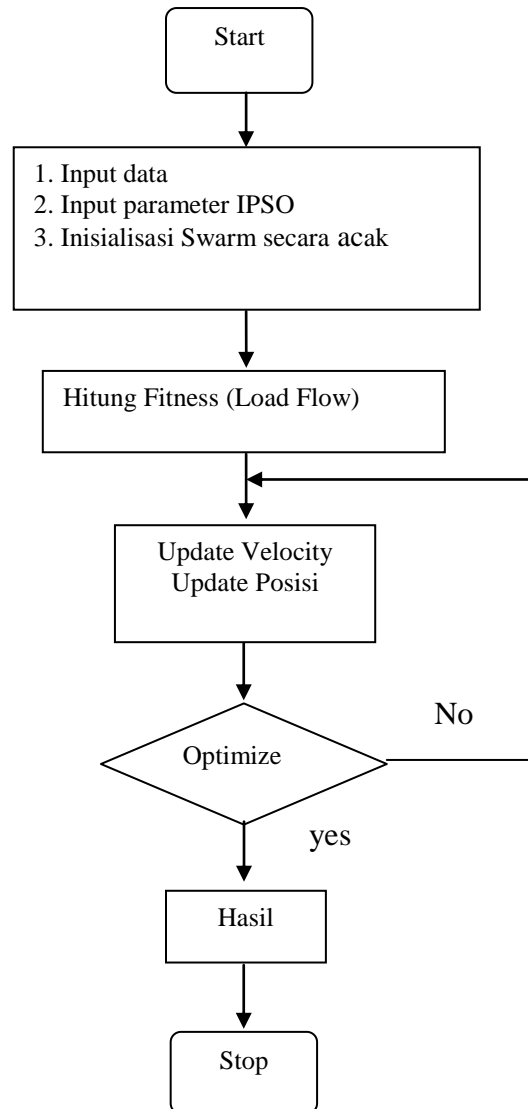 Start
1. Input data
2. Input parameter IPSO
3. Inisialisasi Swarm secara acak
Hitung Fitness (Load Flow)
Update Velocity
Update Posisi
Optimize
No
yes
Hasil
Stop